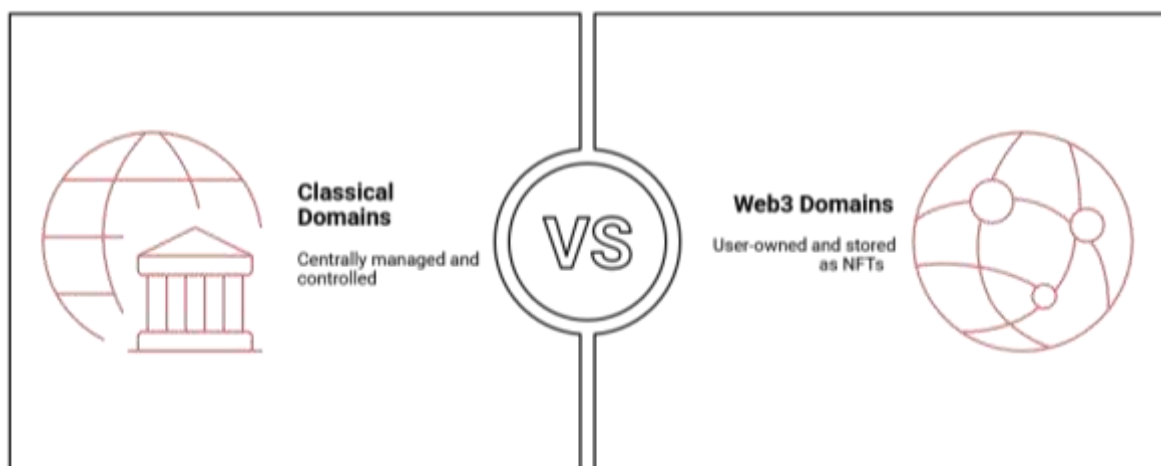 Classical
Domains
Centrally managed and
controlled
VS
Web3 Domains
User-owned and stored
as NFTs